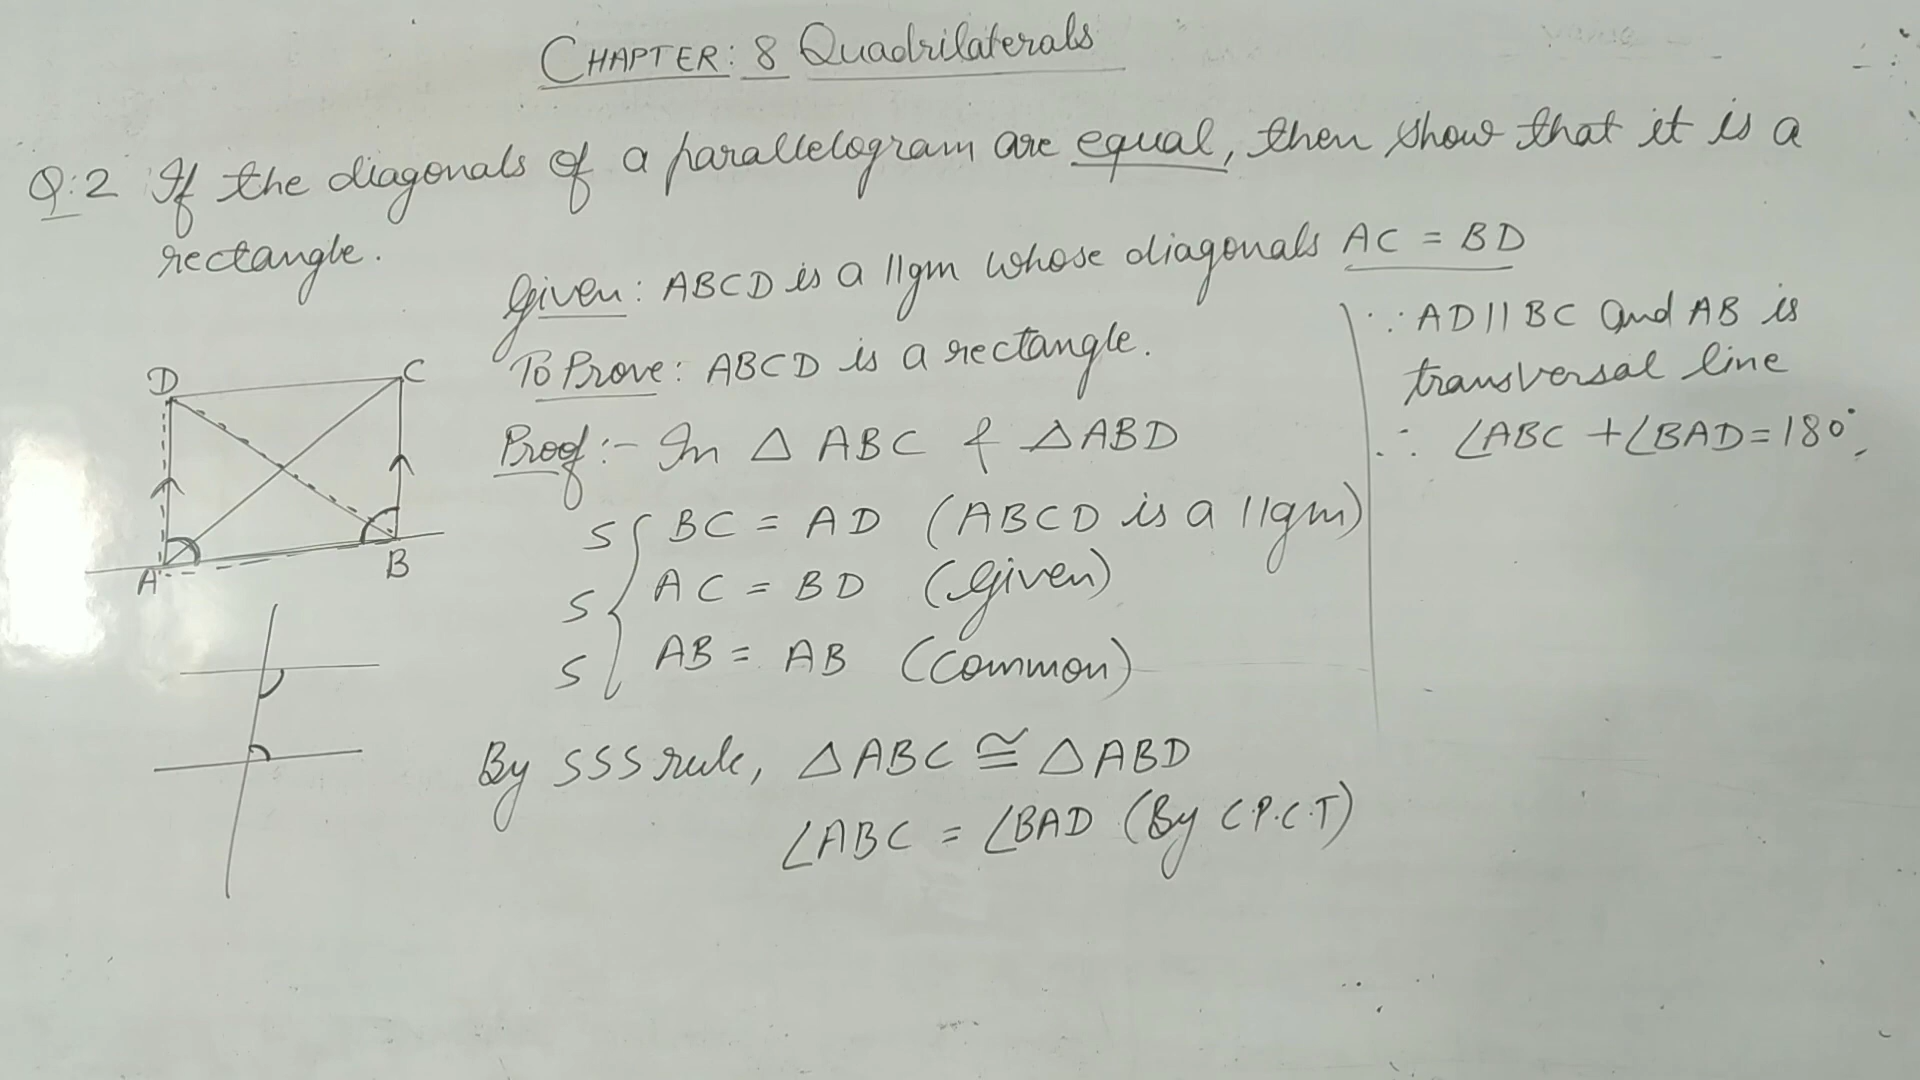 CHAPTER: 8 Quadrilaterals
Q:2 If the diagonals of a parallelogram are equal, then show that it is a
rectangle.
Given: ABCD is a ||gm whose diagonals AC = BD
To Prove: ABCD is a rectangle.
Proof:- In △ ABC & △ABD
S BC = AD (ABCD is a ||gm)
S AC = BD (Given)
S AB = AB (Common)
By SSS rule, △ABC ≅ △ABD
∠ABC = ∠BAD (By C.P.C.T)
∵ AD||BC and AB is
transversal line
∴ ∠ABC + ∠BAD = 180°
D C
A B